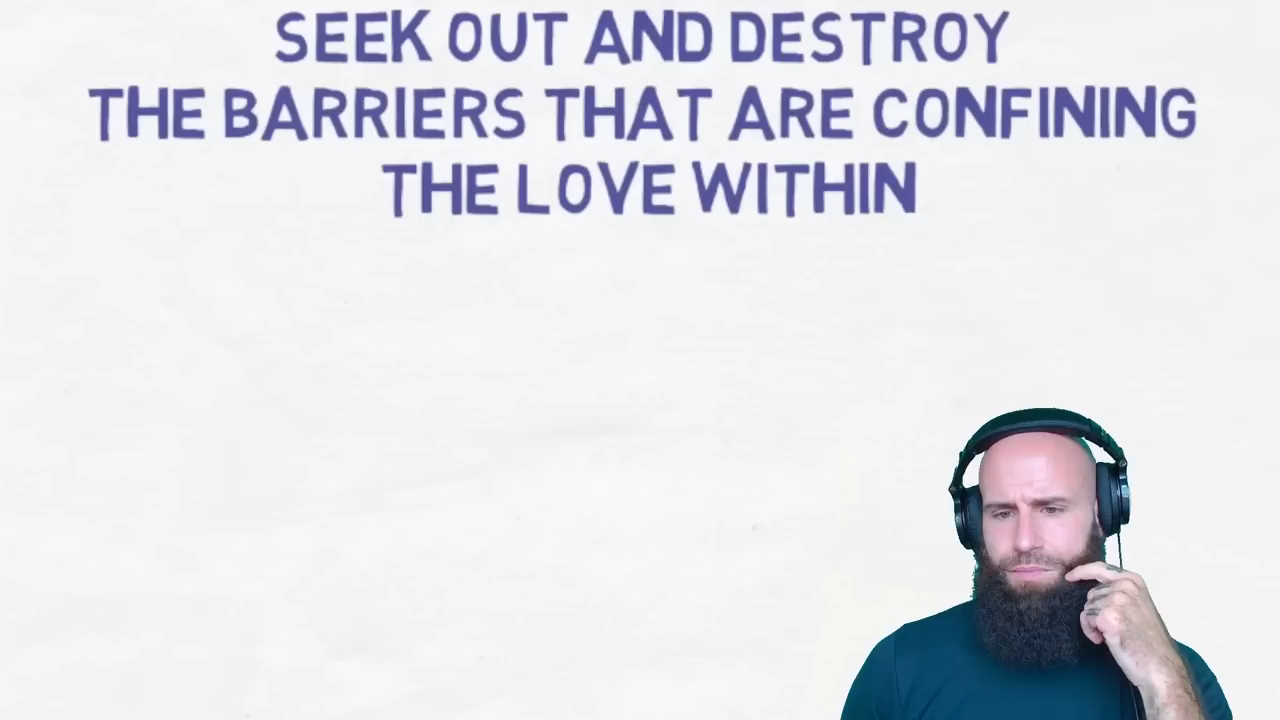 SEEK OUT AND DESTROY
THE BARRIERS THAT ARE CONFINING
THE LOVE WITHIN